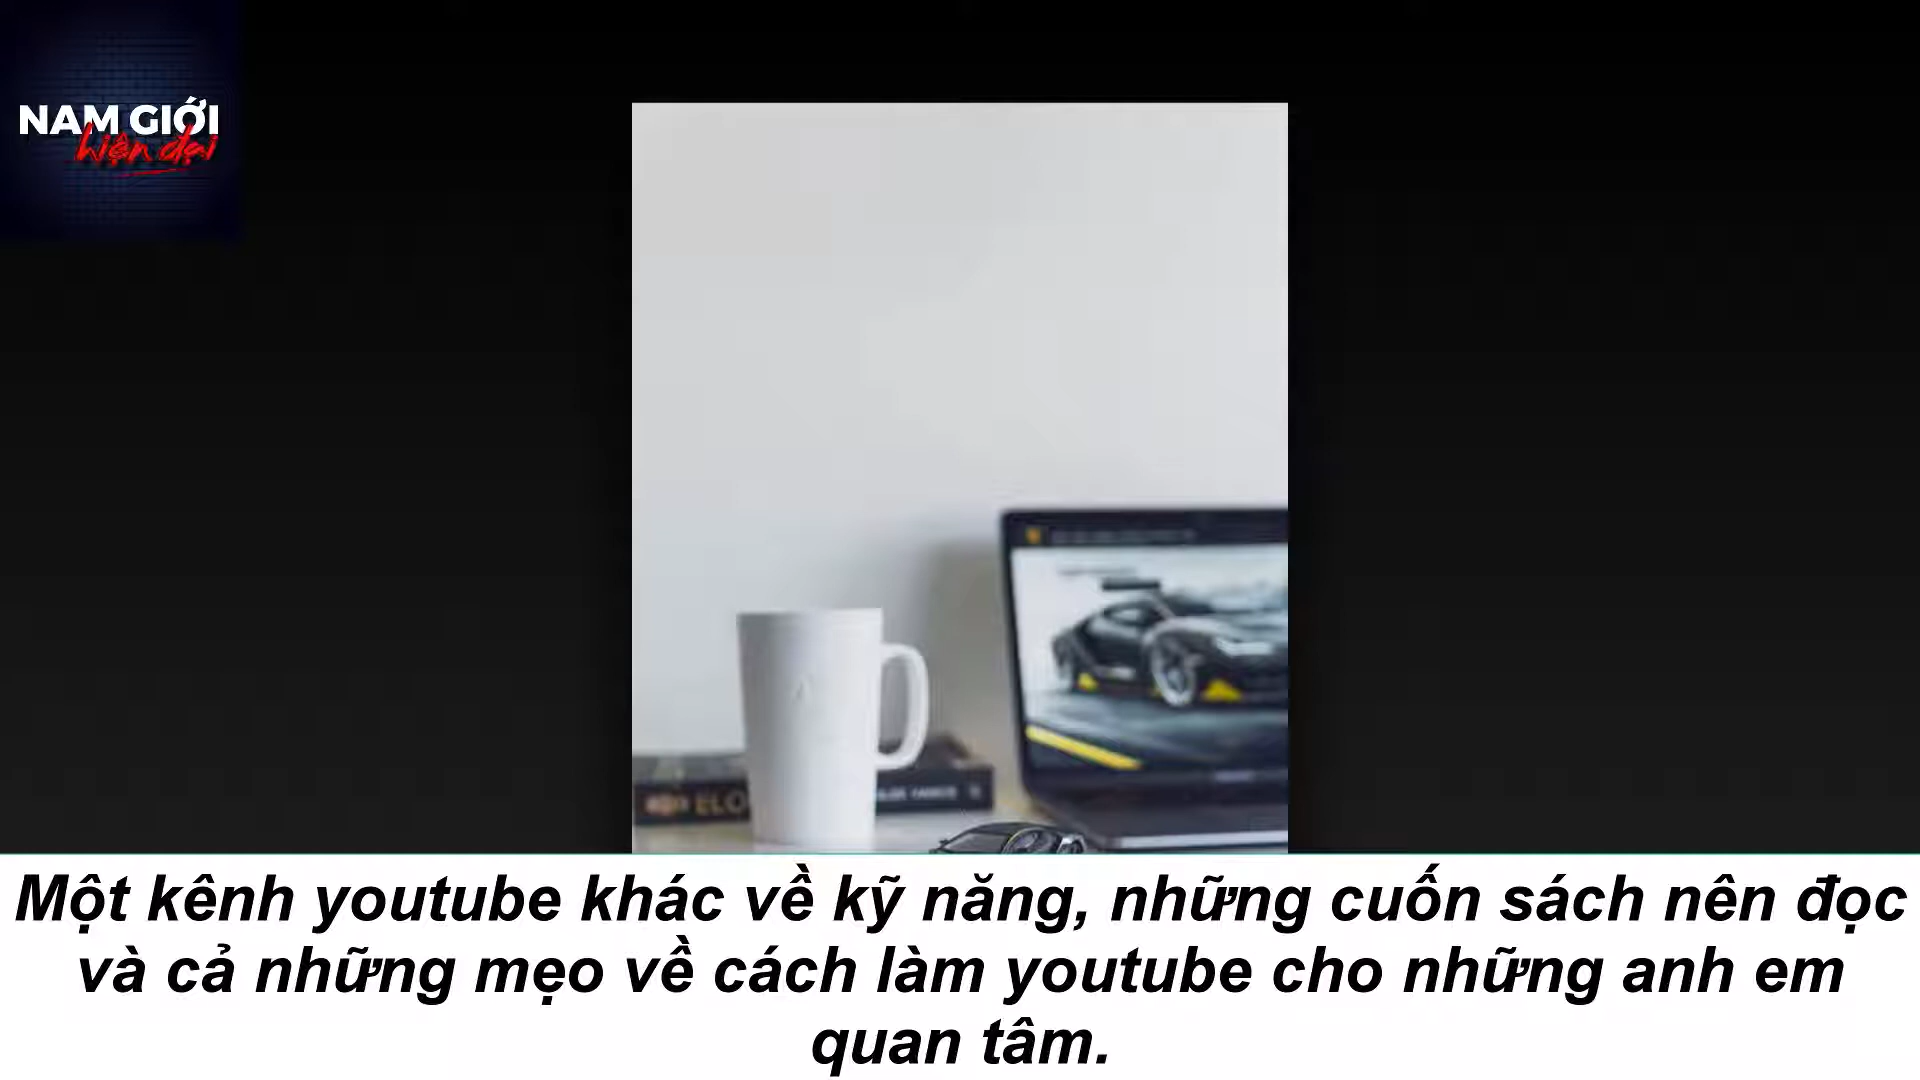 NAM GIỚI
hiện đại
ELO
Một kênh youtube khác về kỹ năng, những cuốn sách nên đọc
và cả những mẹo về cách làm youtube cho những anh em
quan tâm.